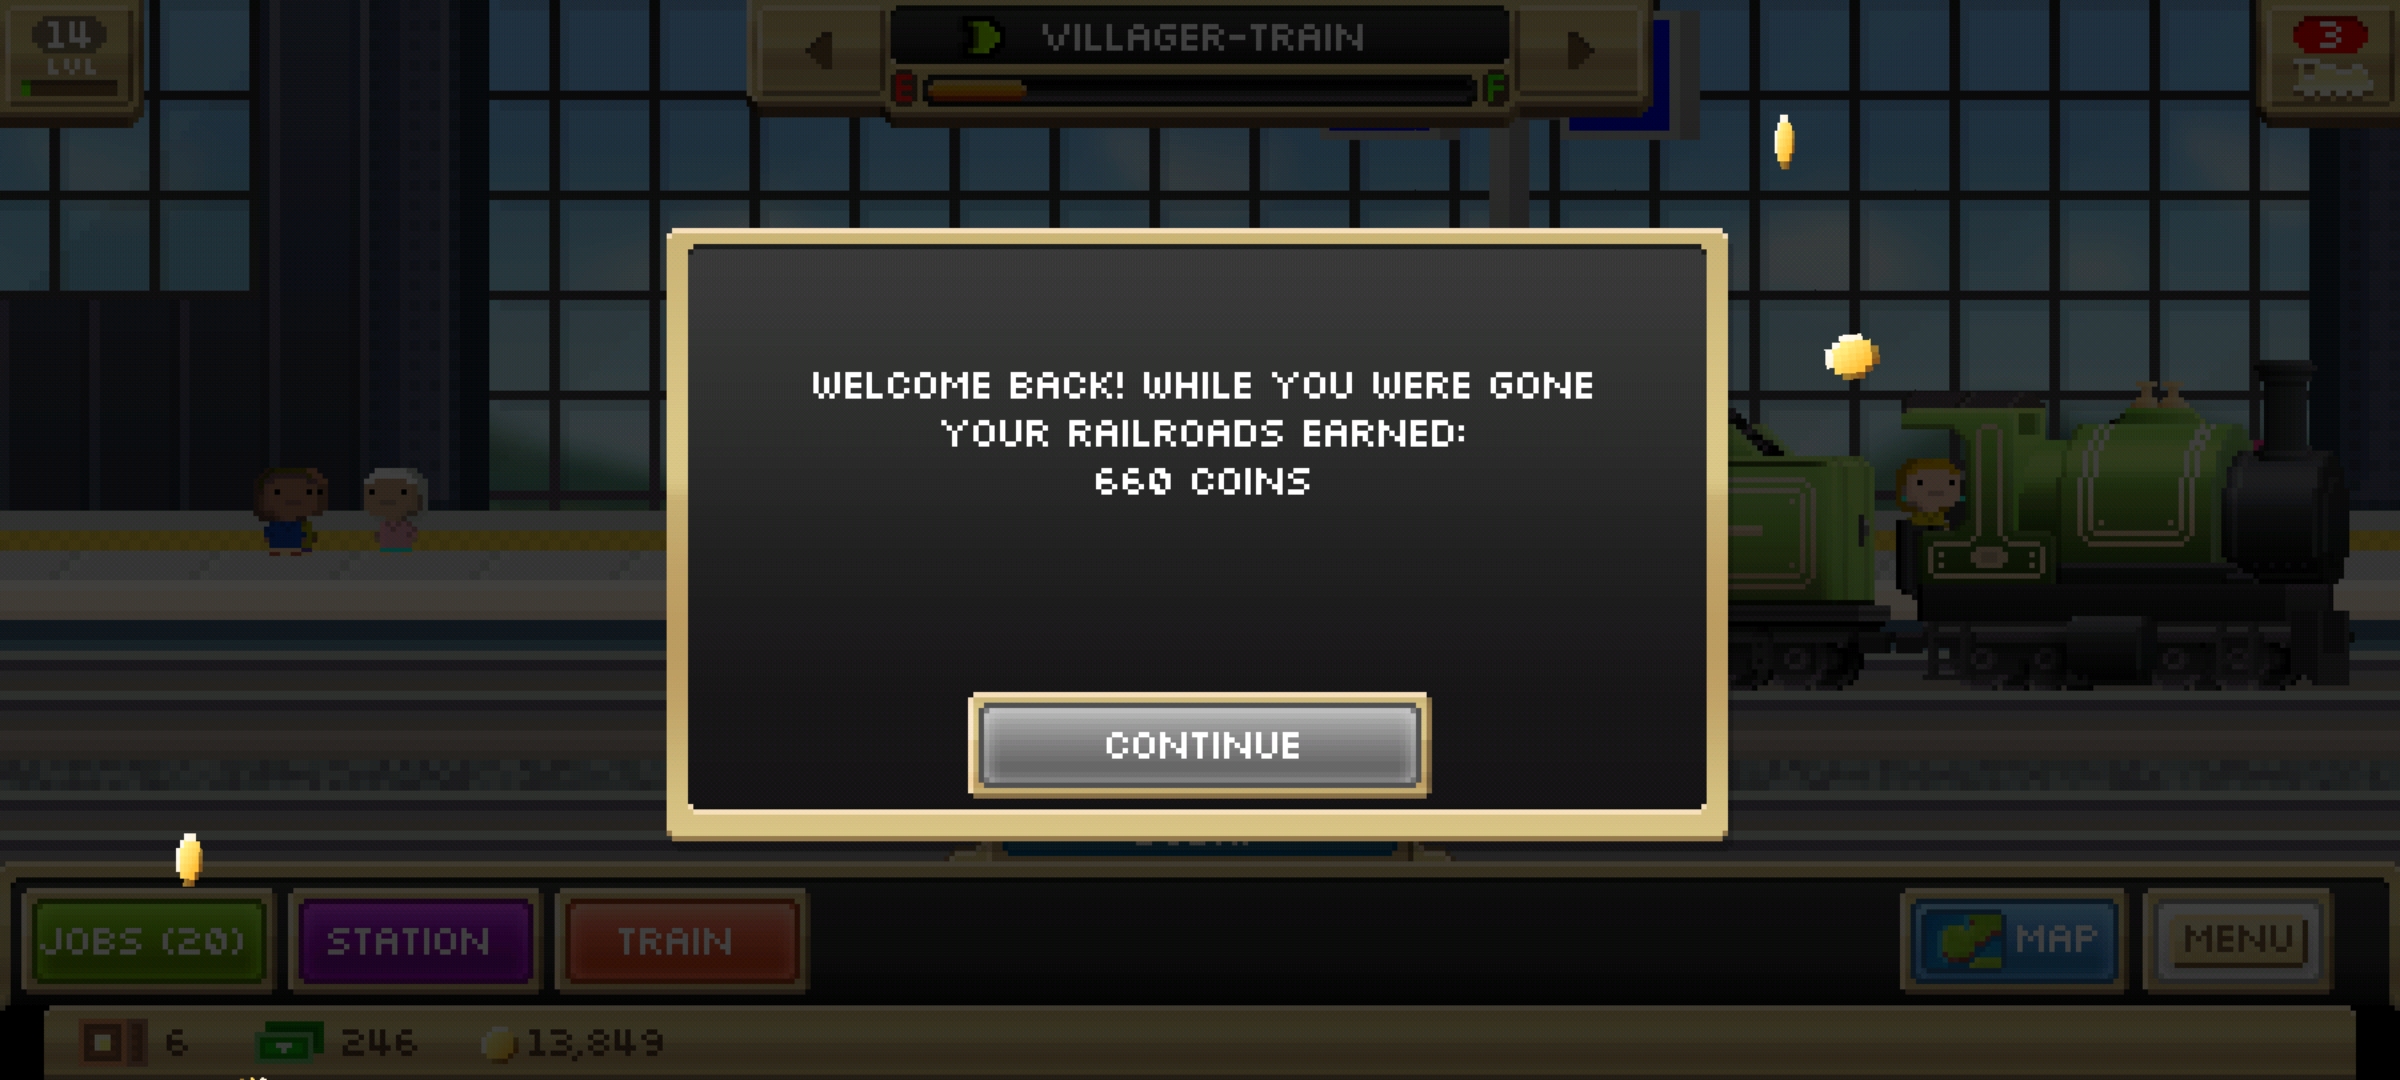 14
LVL
VILLAGER-TRAIN
E
F
3
WELCOME BACK! WHILE YOU WERE GONE
YOUR RAILROADS EARNED:
660 COINS
CONTINUE
JOBS (20)
STATION
TRAIN
MAP
MENU
6
246
13,849